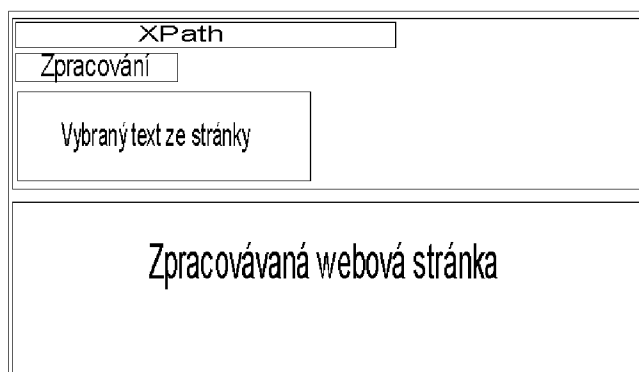 XPath
Zpracování
Vybraný text ze stránky
Zpracovávaná webová stránka